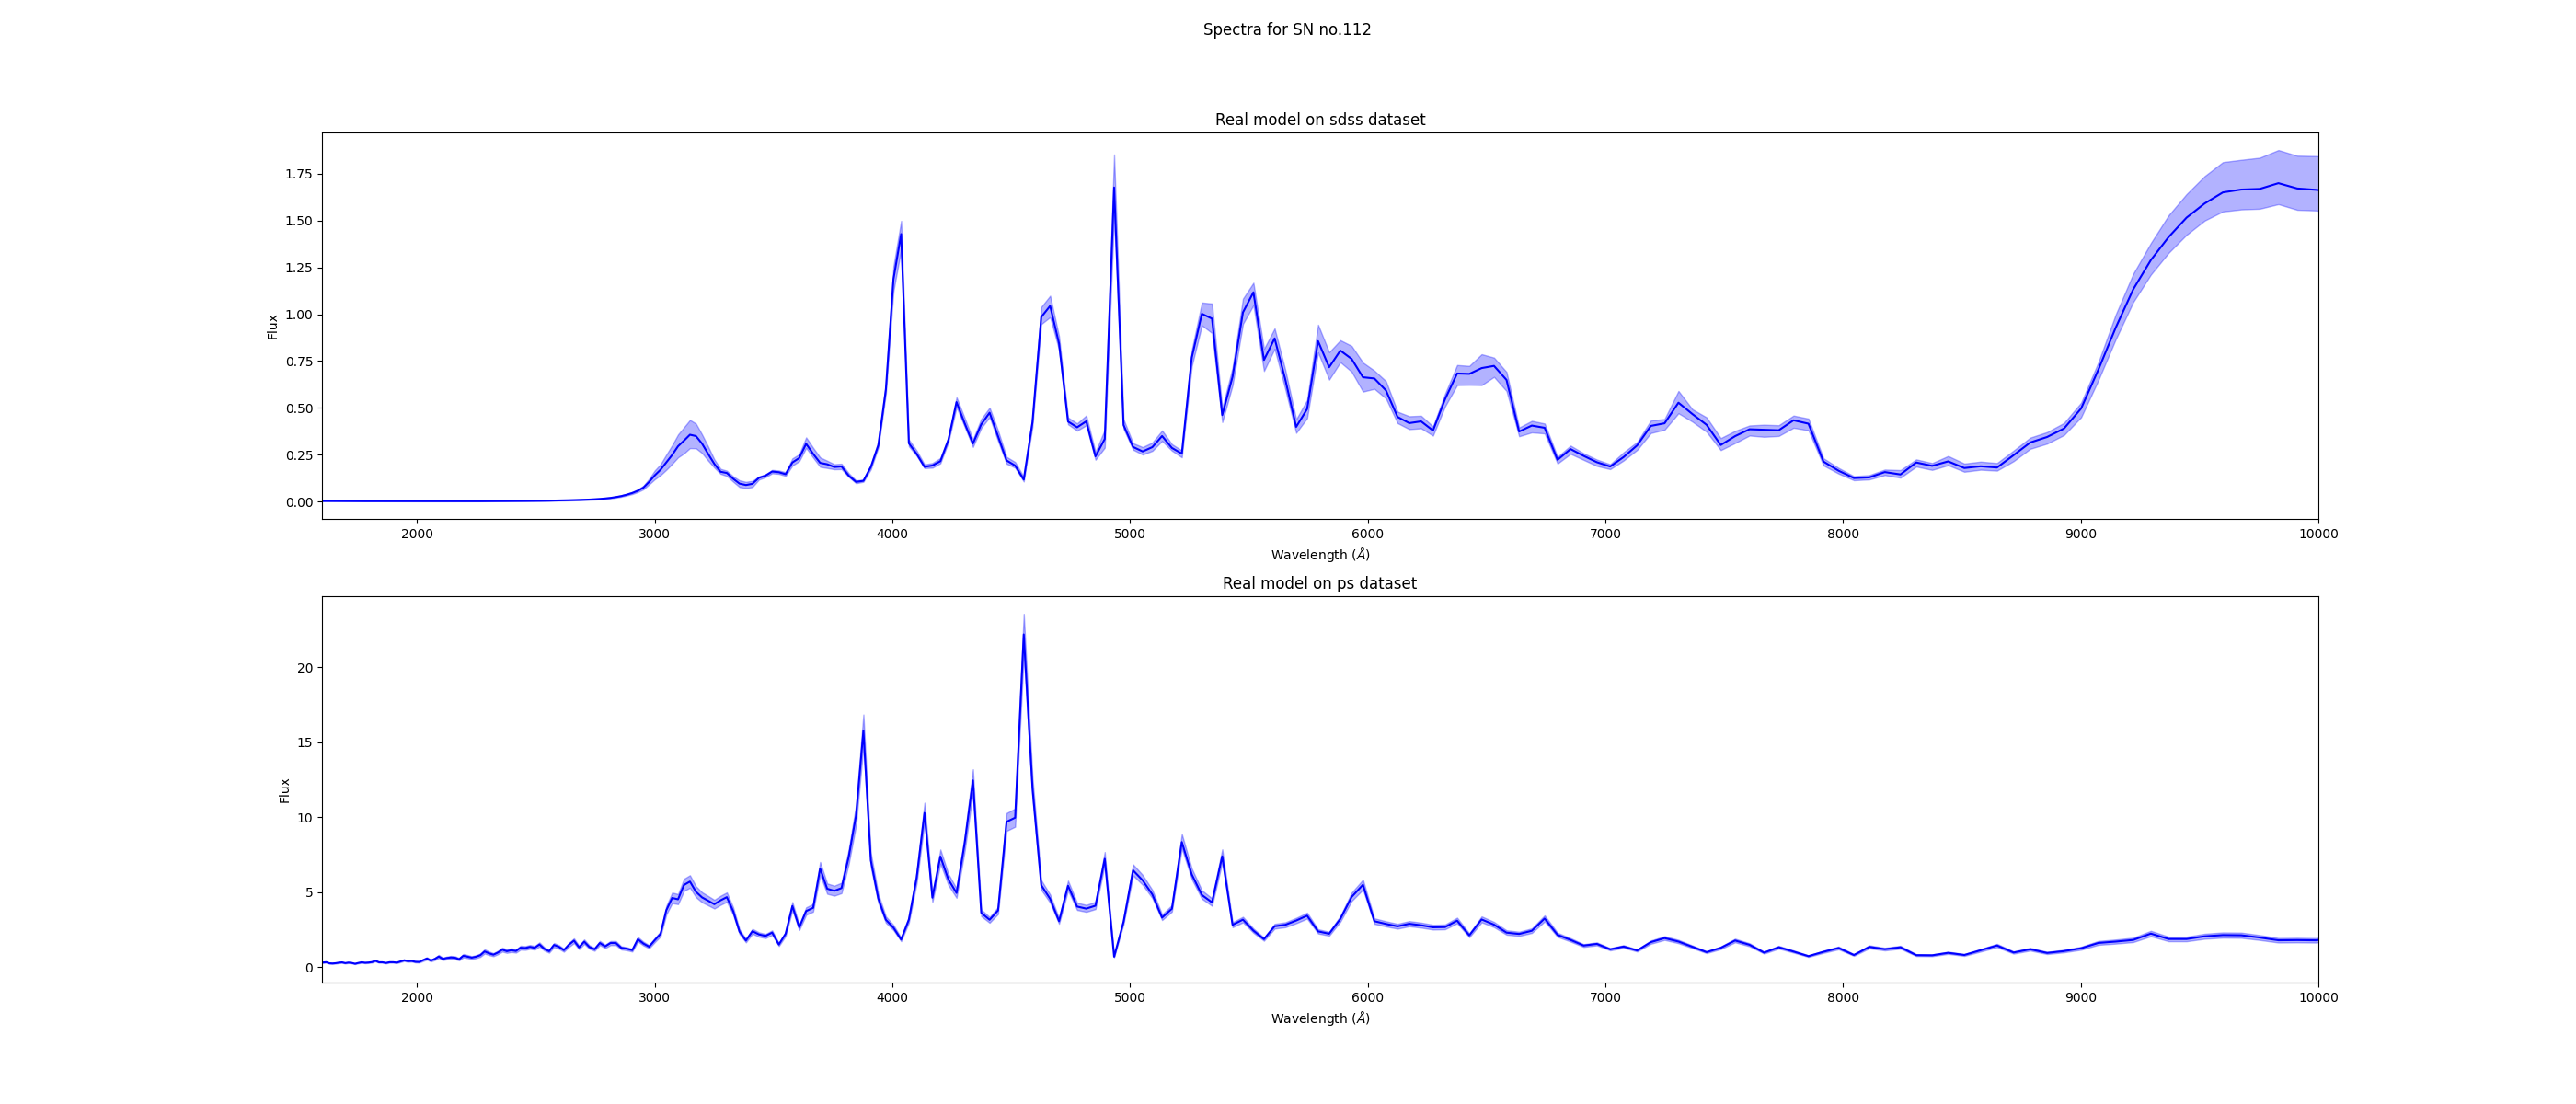 Spectra for SN no.112
Real model on sdss dataset
1.75
1.50
1.25
1.00
0.75
0.50
0.25
0.00
Flux
2000 3000 4000 5000 6000 7000 8000 9000 10000
Wavelength (Å)
Real model on ps dataset
20
15
10
5
0
Flux
2000 3000 4000 5000 6000 7000 8000 9000 10000
Wavelength (Å)